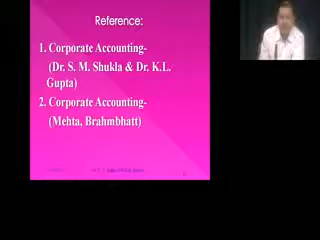 Reference:
1. Corporate Accounting-
(Dr. S. M. Shukla & Dr. K.L.
Gupta)
2. Corporate Accounting-
(Mehta, Brahmbhatt)